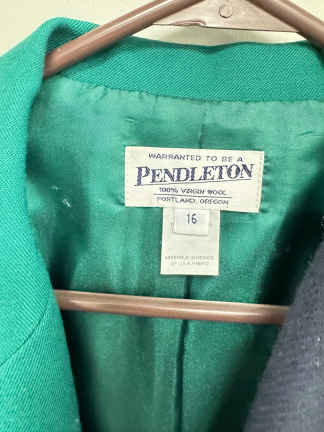 WARRANTED TO BE A
PENDLETON
100% VIRGIN WOOL
PORTLAND, OREGON
16